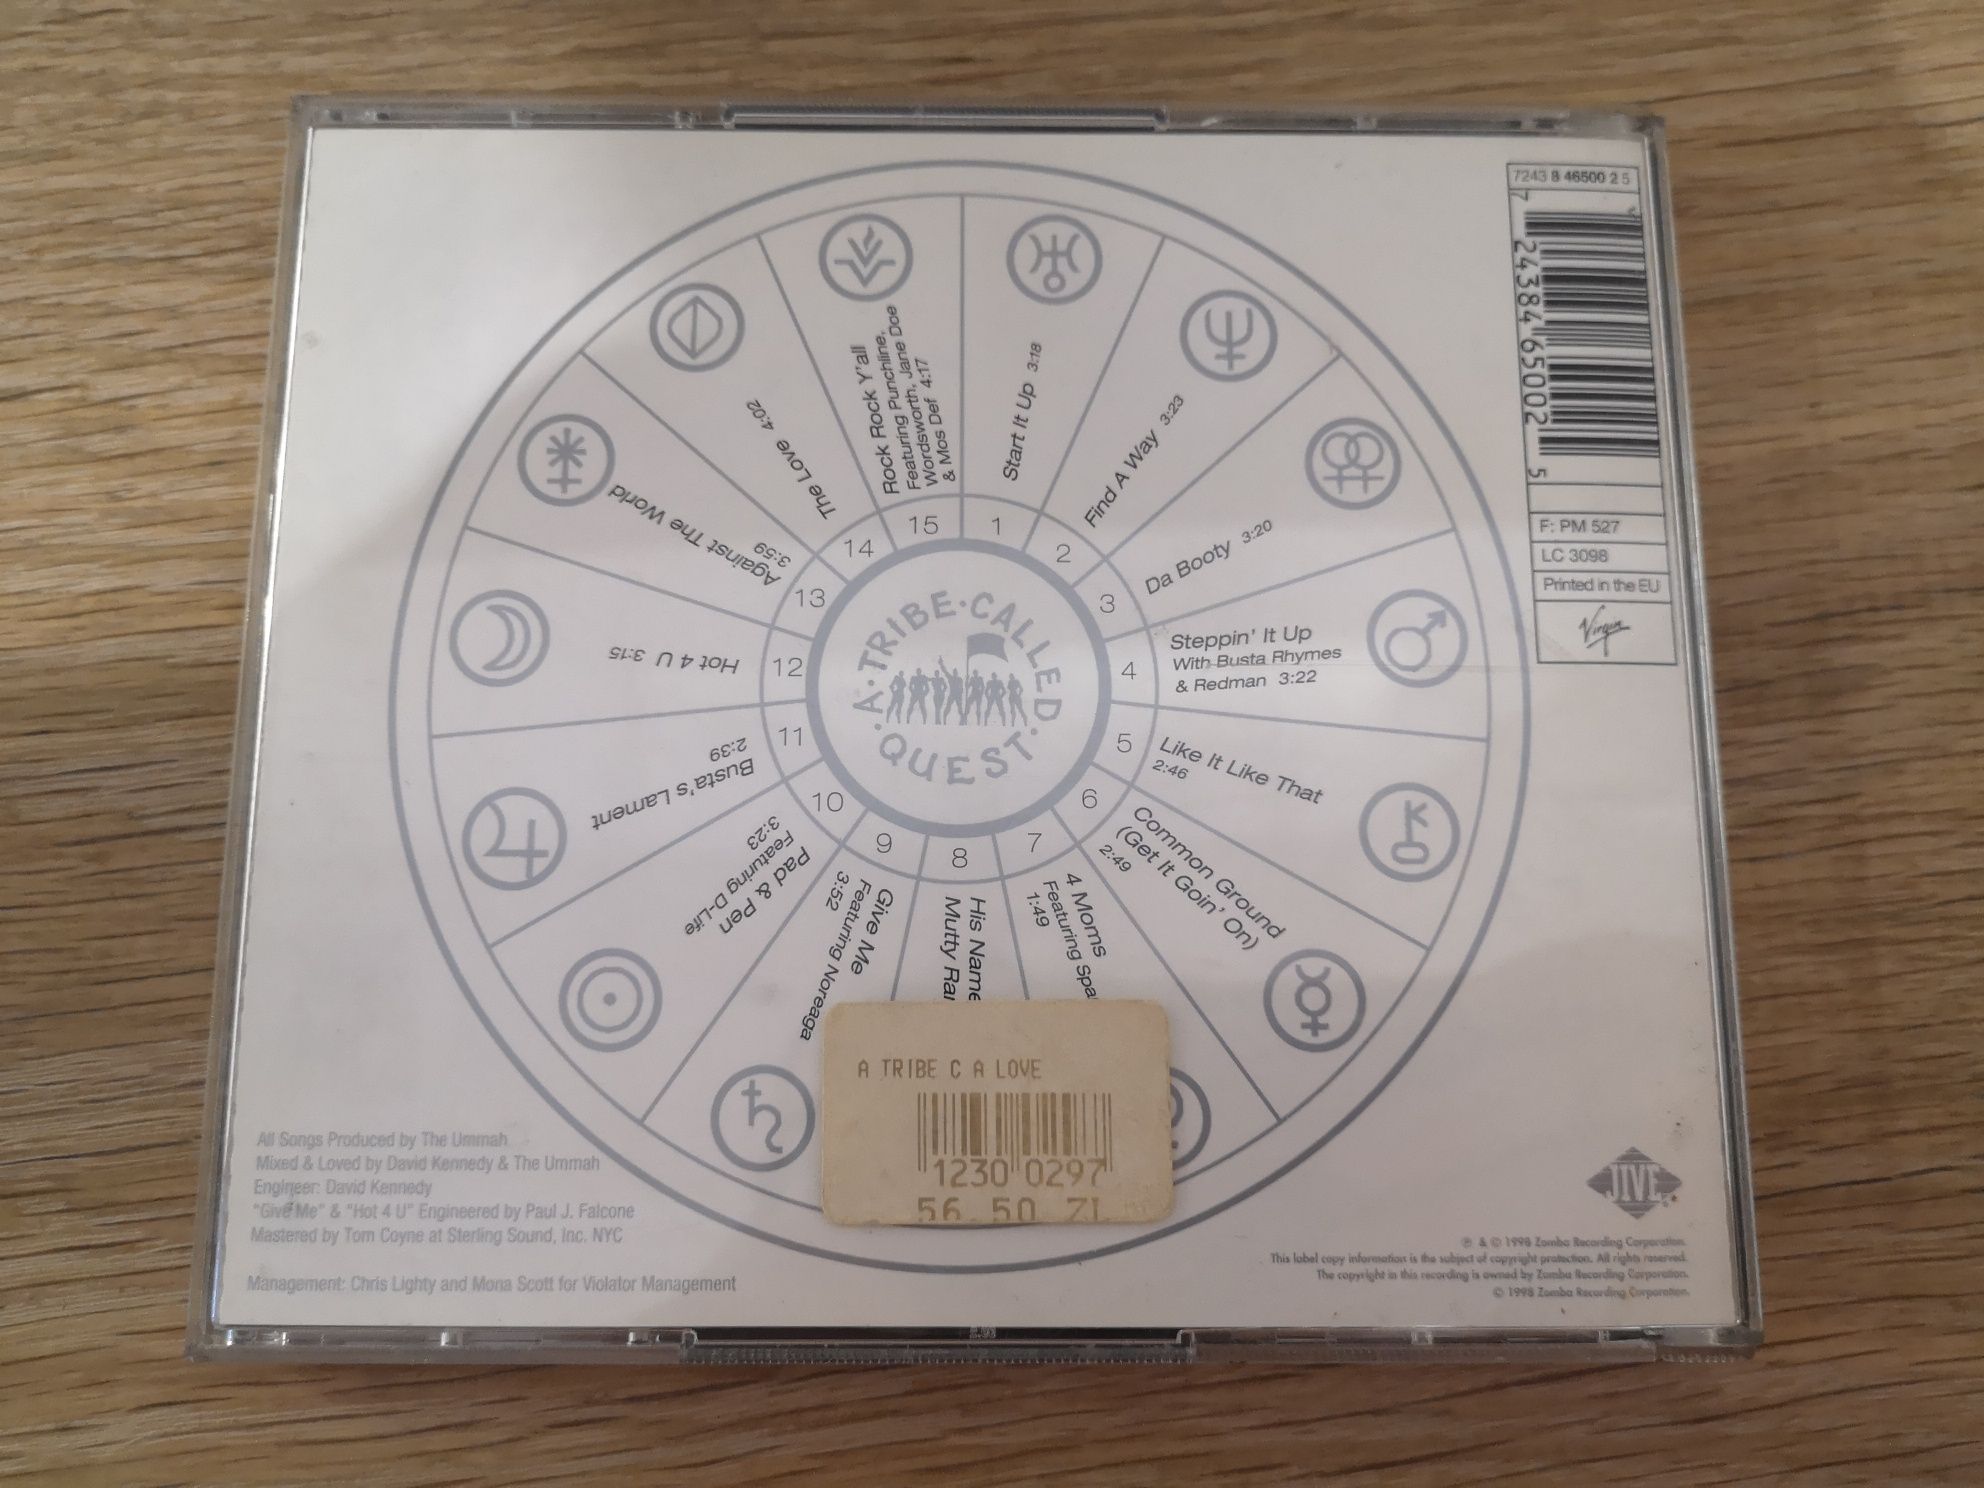 7243 8 46500 2 5
7 24384 65002 5
F: PM 527
LC 3098
Printed in the EU
Virgin
1
Start It Up 3:18
2
Find A Way 3:23
3
Da Booty 3:20
4
Steppin' It Up
With Busta Rhymes
& Redman 3:22
5
Like It Like That
2:46
6
Common Ground
(Get It Goin' On)
2:49
7
4 Moms
Featuring Spa
1:49
8
His Name
Mutty Ra
9
Give Me
Featuring Noreaga
3:52
10
Pad & Pen
Featuring D-Life
3:23
11
Busta's Lament
2:39
12
Hot 4 U 3:15
13
Against The World
3:59
14
The Love 4:02
15
Rock Rock Y'all
Featuring Punchline,
Wordsworth, Jane Doe
& Mos Def 4:17
A·TRIBE·CALLED
·QUEST·
A TRIBE C A LOVE
1230 0297
56.50 ZL
All Songs Produced by The Ummah
Mixed & Loved by David Kennedy & The Ummah
Engineer: David Kennedy
"Give Me" & "Hot 4 U" Engineered by Paul J. Falcone
Mastered by Tom Coyne at Sterling Sound, Inc. NYC
Management: Chris Lighty and Mona Scott for Violator Management
JIVE
℗ & © 1998 Zomba Recording Corporation.
This label copy information is the subject of copyright protection. All rights reserved.
The copyright in this recording is owned by Zomba Recording Corporation.
© 1998 Zomba Recording Corporation.